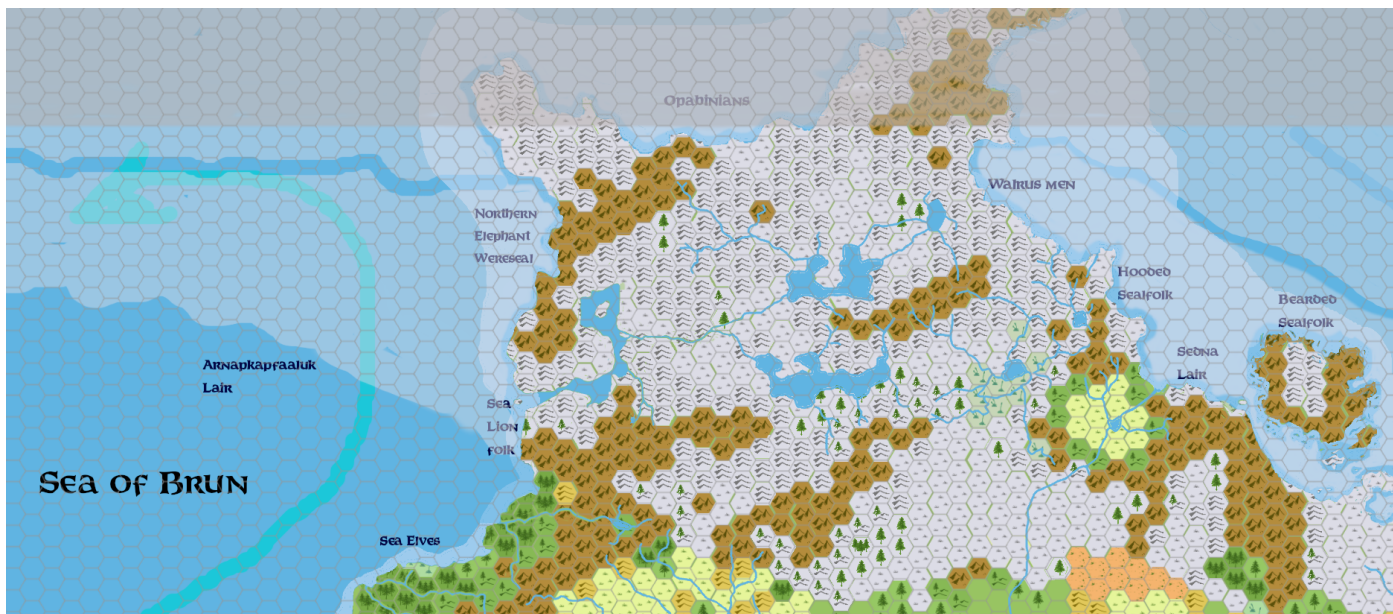 Opabinians
Walrus men
Northern
Elephant
Wereseal
Hooded
Sealfolk
Bearded
Sealfolk
Arnapkapfaaluk
Lair
Sedna
Lair
Sea
Lion
folk
Sea of Brun
Sea Elves